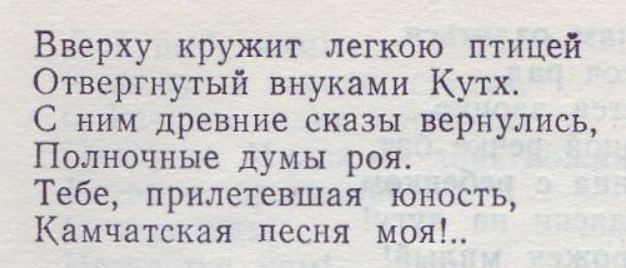 Вверху кружит легкою птицей
Отвергнутый внуками Кутх.
С ним древние сказы вернулись,
Полночные думы роя.
Тебе, прилетевшая юность,
Камчатская песня моя!..